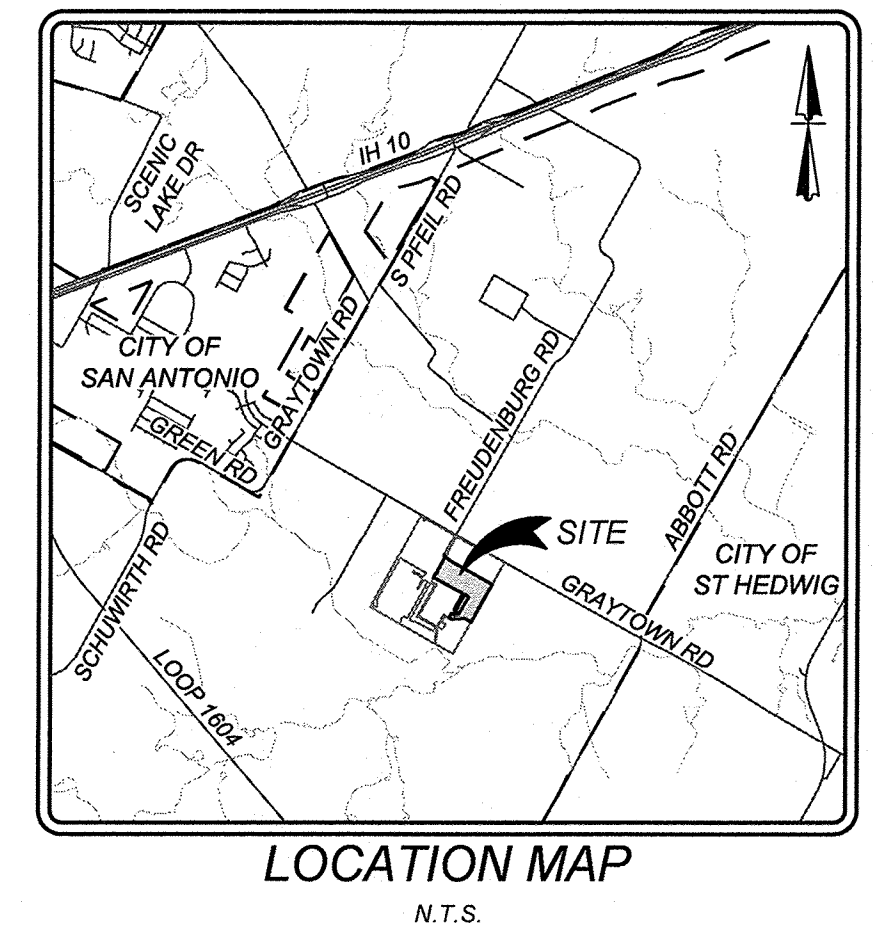 IH 10
SCENIC
LAKE DR
S PFEIL RD
GRAYTOWN RD
CITY OF
SAN ANTONIO
GREEN RD
FREUDENBURG RD
ABBOTT RD
SITE
CITY OF
ST HEDWIG
SCHUWIRTH RD
GRAYTOWN RD
LOOP 1604
LOCATION MAP
N.T.S.